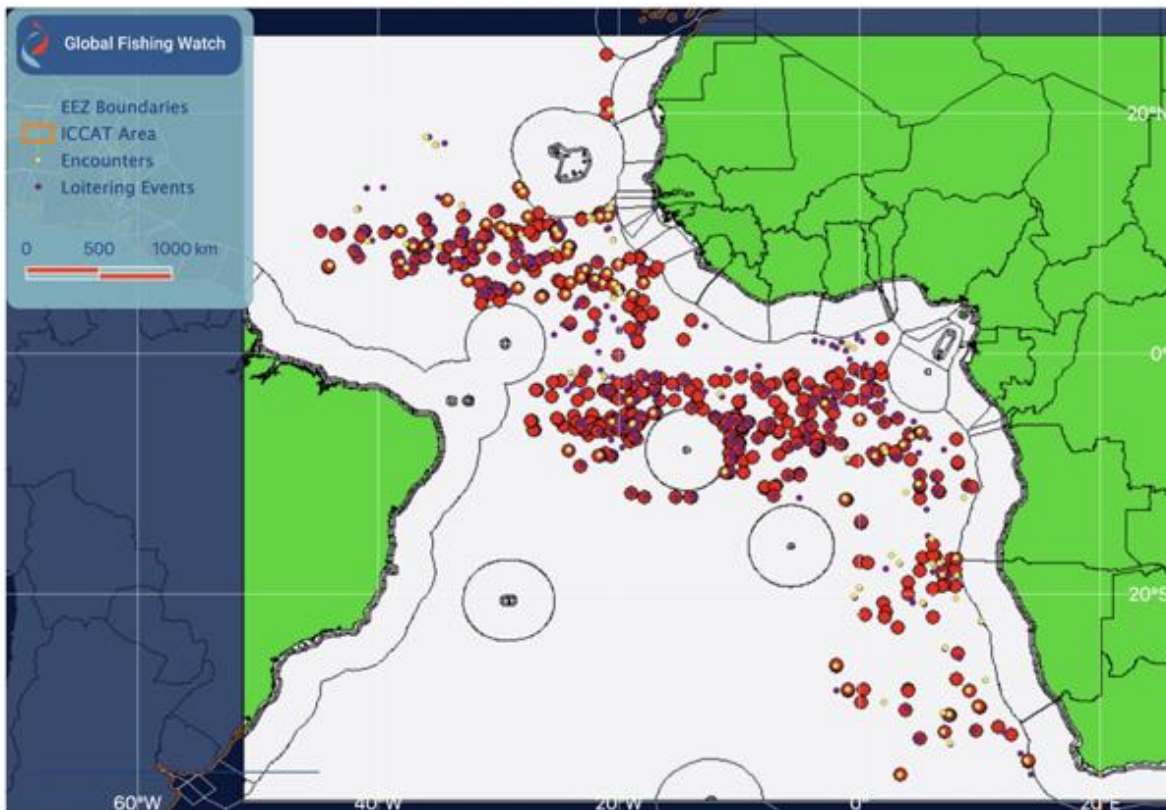 Global Fishing Watch
EEZ Boundaries
ICCAT Area
Encounters
Loitering Events
0 500 1000 km
20°N
0°
20°S
60°W 40°W 20°W 0° 20°E